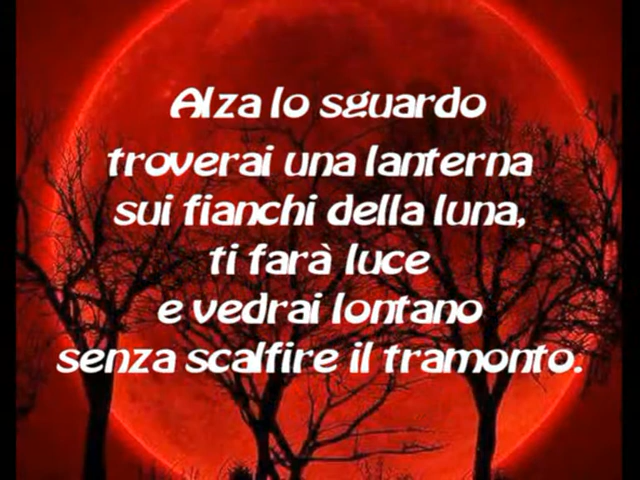 Alza lo sguardo
troverai una lanterna
sui fianchi della luna,
ti farà luce
e vedrai lontano
senza scalfire il tramonto.